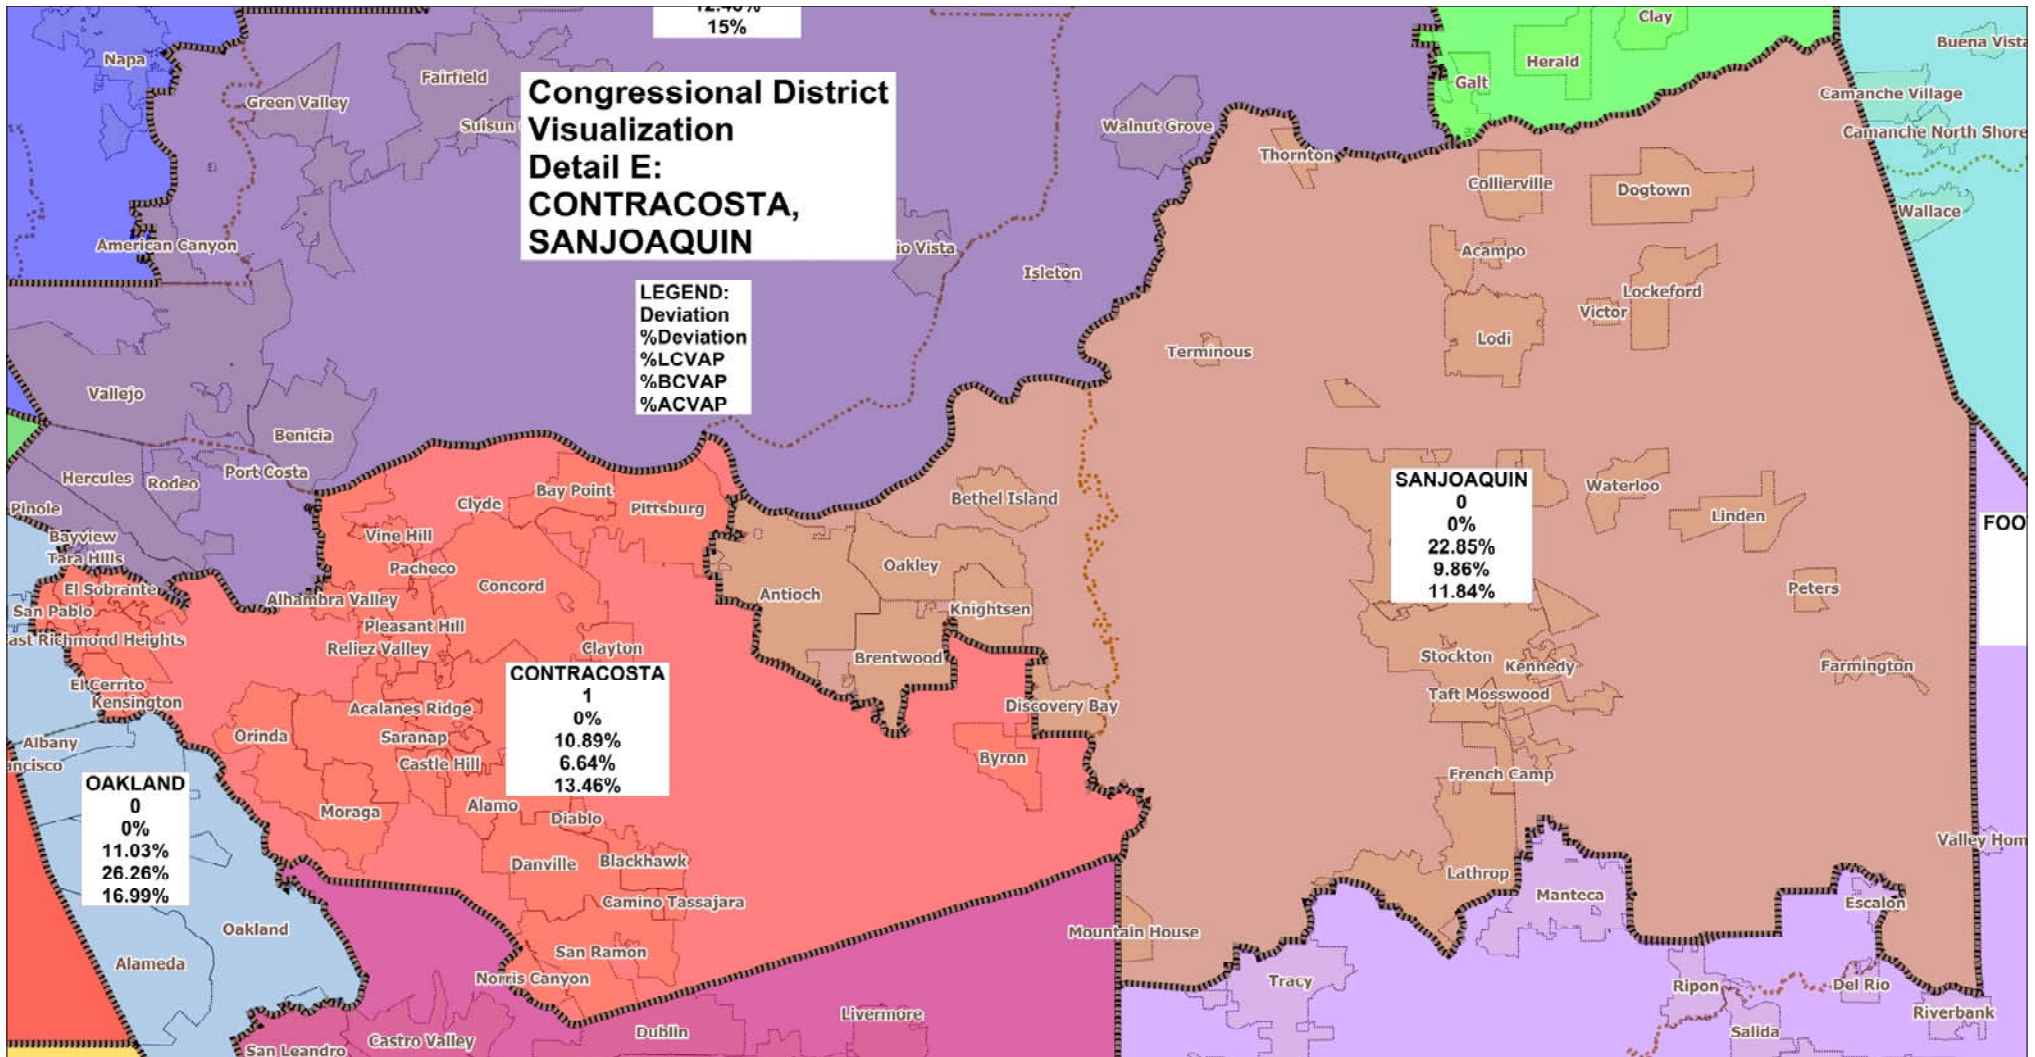 15%
Clay
Napa
Buena Vista
Fairfield
Herald
Galt
Green Valley
Camanche Village
Congressional District
Visualization
Detail E:
CONTRACOSTA,
SANJOAQUIN
Suisun
Walnut Grove
Camanche North Shore
Thornton
Collierville
Dogtown
Wallace
American Canyon
io Vista
Acampo
Isleton
LEGEND:
Deviation
%Deviation
%LCVAP
%BCVAP
%ACVAP
Lockeford
Victor
Lodi
Terminous
Vallejo
Benicia
Port Costa
Hercules
Rodeo
Pinole
Clyde
Bay Point
Pittsburg
Bethel Island
SANJOAQUIN
0
0%
22.85%
9.86%
11.84%
Waterloo
Linden
FOO
Bayview
Tara Hills
Vine Hill
Pacheco
Concord
Oakley
Antioch
Knightsen
Peters
El Sobrante
San Pablo
Alhambra Valley
ast Richmond Heights
Pleasant Hill
Reliez Valley
Clayton
Brentwood
Stockton
Kennedy
Farmington
El Cerrito
Kensington
CONTRACOSTA
1
0%
10.89%
6.64%
13.46%
Taft Mosswood
Acalanes Ridge
Discovery Bay
Orinda
Saranap
Albany
ancisco
Castle Hill
Byron
French Camp
OAKLAND
0
0%
11.03%
26.26%
16.99%
Moraga
Alamo
Diablo
Valley Hom
Danville
Blackhawk
Lathrop
Manteca
Camino Tassajara
Escalon
Oakland
Mountain House
San Ramon
Alameda
Norris Canyon
Tracy
Ripon
Del Rio
Livermore
Riverbank
Dublin
Salida
Castro Valley
San Leandro